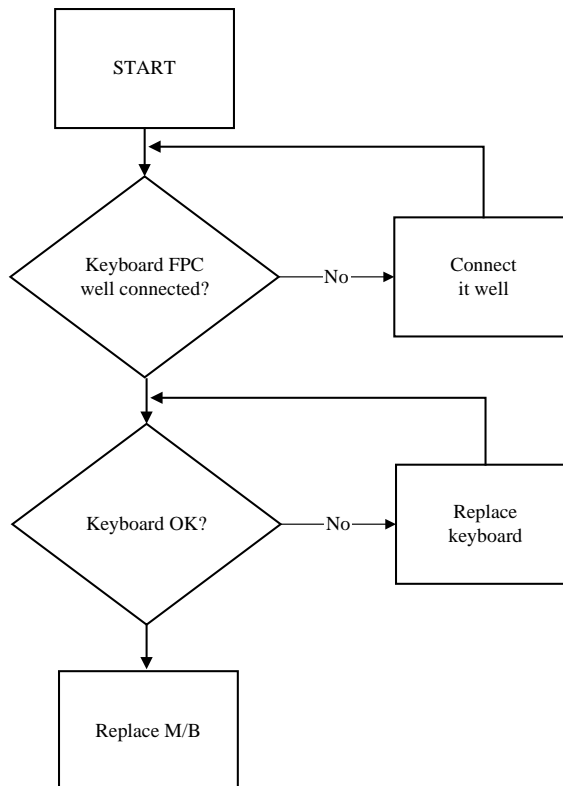 START
Keyboard FPC
well connected?
No
Connect
it well
Keyboard OK?
No
Replace
keyboard
Replace M/B